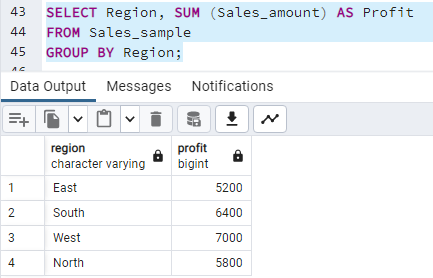 43 SELECT Region, SUM (Sales_amount) AS Profit
44 FROM Sales_sample
45 GROUP BY Region;
46
Data Output Messages Notifications
region profit
character varying bigint
1 East 5200
2 South 6400
3 West 7000
4 North 5800